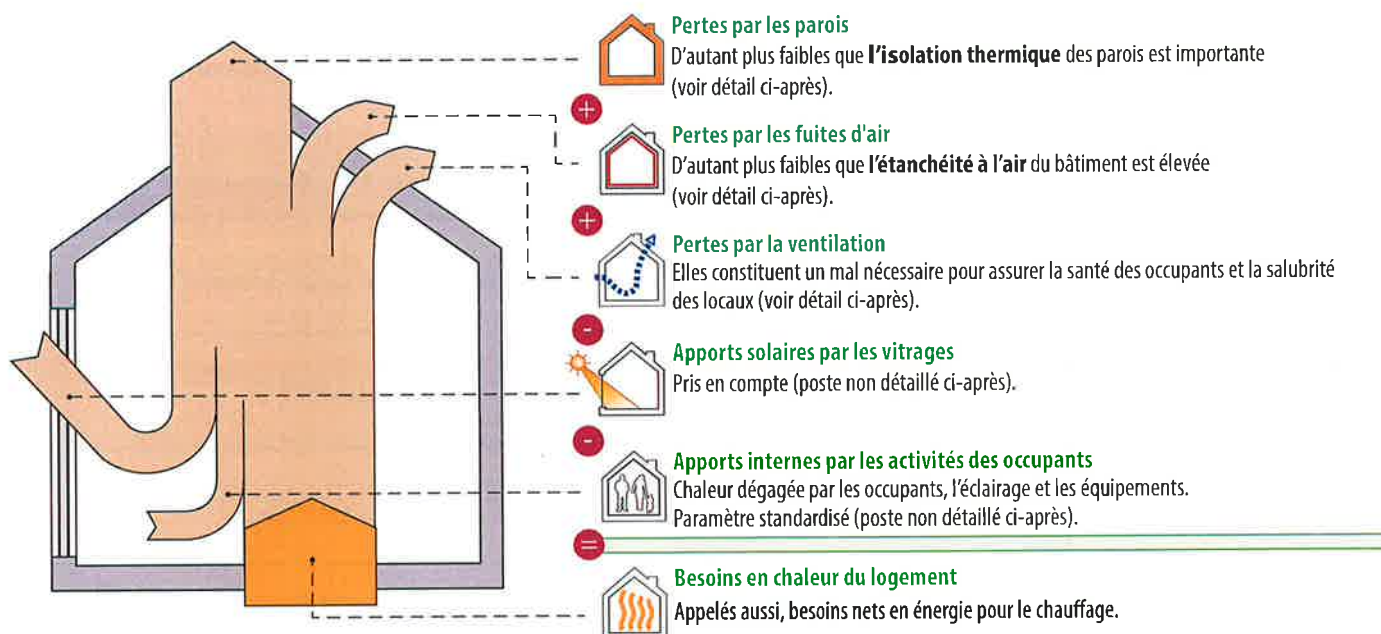 Pertes par les parois
D'autant plus faibles que l'isolation thermique des parois est importante
(voir détail ci-après).
+
Pertes par les fuites d'air
D'autant plus faibles que l'étanchéité à l'air du bâtiment est élevée
(voir détail ci-après).
+
Pertes par la ventilation
Elles constituent un mal nécessaire pour assurer la santé des occupants et la salubrité
des locaux (voir détail ci-après).
-
Apports solaires par les vitrages
Pris en compte (poste non détaillé ci-après).
-
Apports internes par les activités des occupants
Chaleur dégagée par les occupants, l'éclairage et les équipements.
Paramètre standardisé (poste non détaillé ci-après).
=
Besoins en chaleur du logement
Appelés aussi, besoins nets en énergie pour le chauffage.